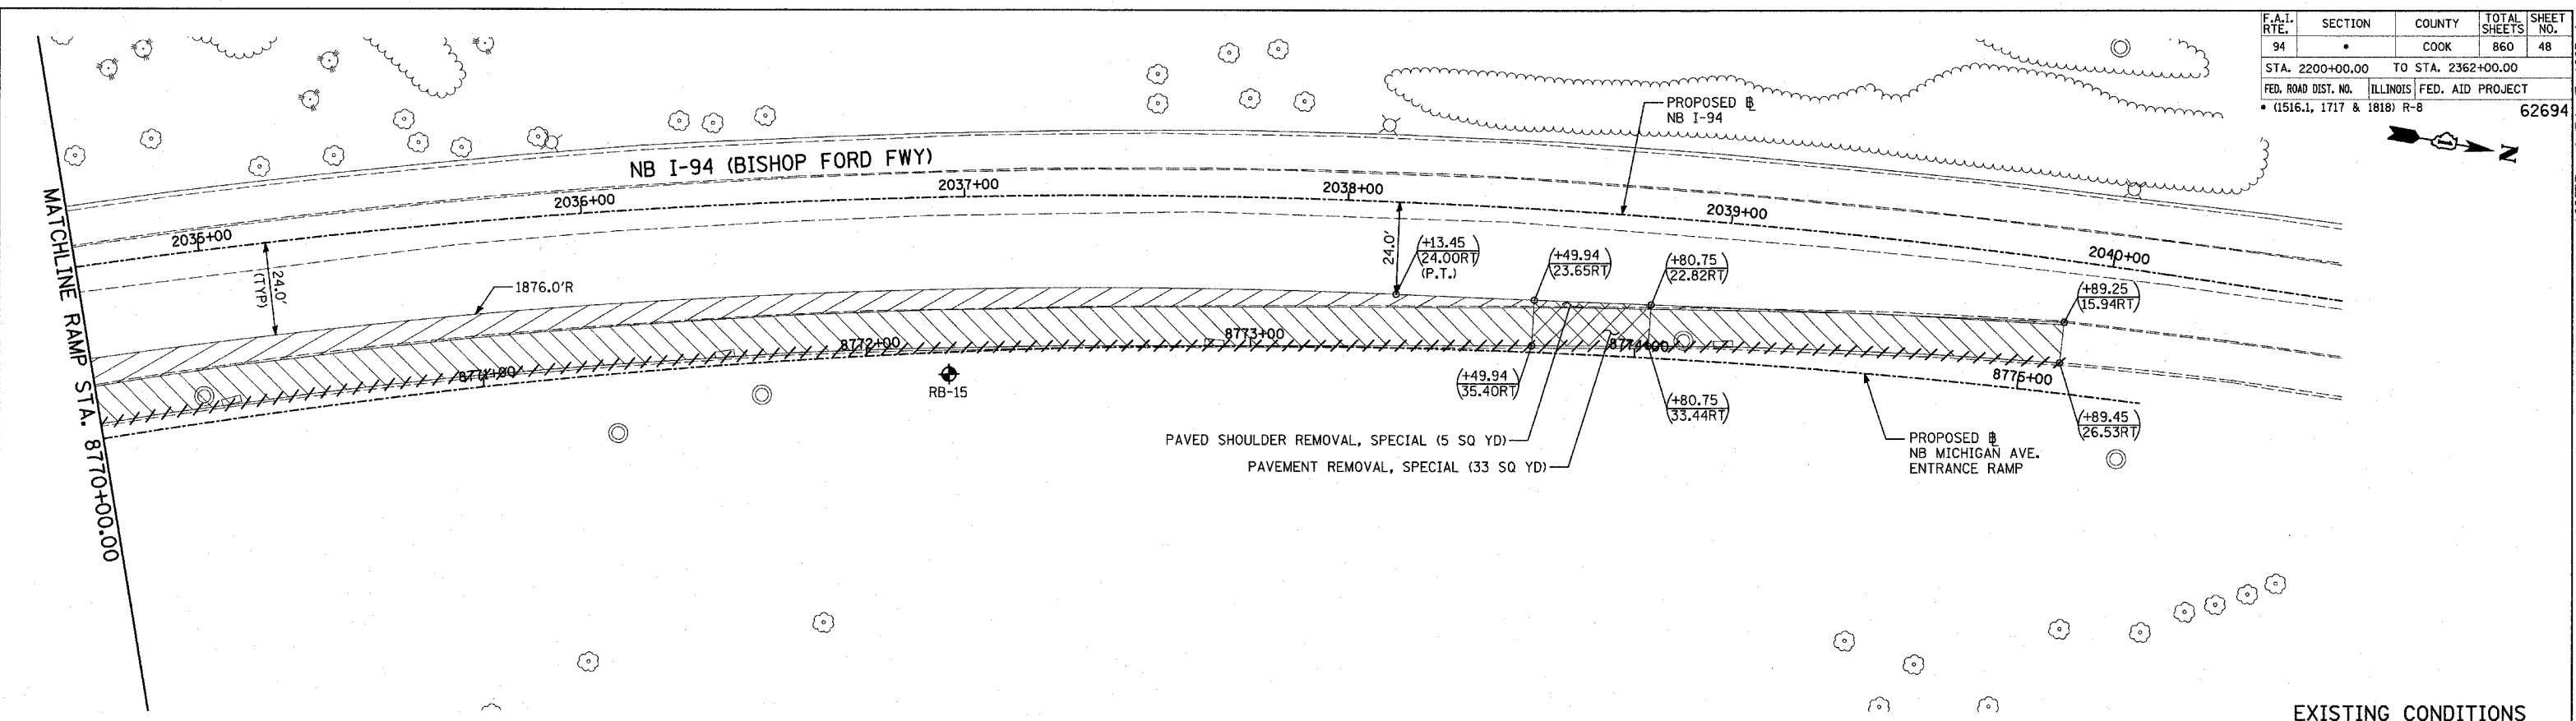 F.A.I. RTE. SECTION COUNTY TOTAL SHEETS SHEET NO.
94 • COOK 860 48
STA. 2200+00.00 TO STA. 2362+00.00
FED. ROAD DIST. NO. ILLINOIS FED. AID PROJECT
• (1516.1, 1717 & 1818) R-8
62694
N
PROPOSED ℄
NB I-94
NB I-94 (BISHOP FORD FWY)
2035+00
2036+00
2037+00
2038+00
2039+00
2040+00
MATCHLINE RAMP STA. 8770+00.00
24.0'
(TYP)
1876.0'R
24.0'
+13.45
24.00RT
(P.T.)
+49.94
23.65RT
+80.75
22.82RT
+89.25
15.94RT
8771+00
8772+00
8773+00
8774+00
8775+00
RB-15
+49.94
35.40RT
+80.75
33.44RT
+89.45
26.53RT
PAVED SHOULDER REMOVAL, SPECIAL (5 SQ YD)
PAVEMENT REMOVAL, SPECIAL (33 SQ YD)
PROPOSED ℄
NB MICHIGAN AVE.
ENTRANCE RAMP
EXISTING CONDITIONS